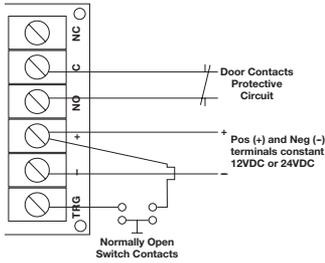 NC
C
NO
+
–
TRG
Door Contacts
Protective
Circuit
+
Pos (+) and Neg (–)
terminals constant
12VDC or 24VDC
–
Normally Open
Switch Contacts